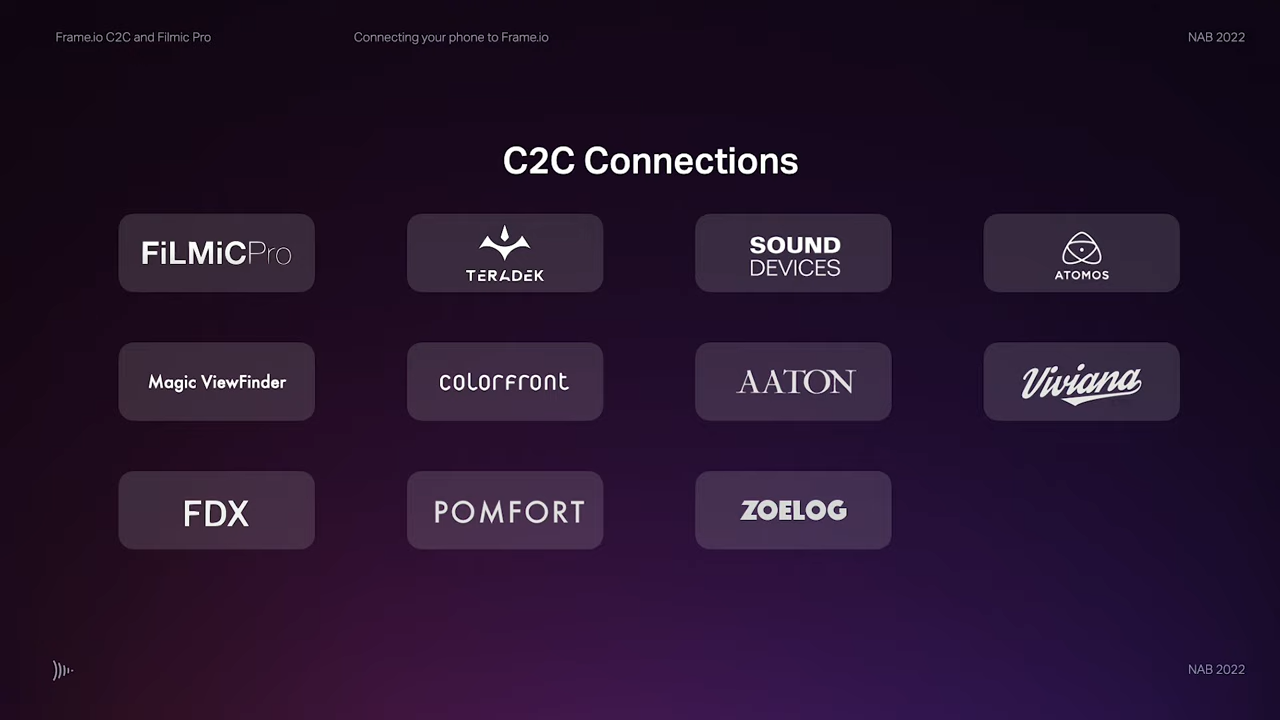 Frame.io C2C and Filmic Pro
Connecting your phone to Frame.io
NAB 2022
C2C Connections
FiLMiCPro
TERADEK
SOUND
DEVICES
ATOMOS
Magic ViewFinder
colorfront
AATON
Viviana
FDX
POMFORT
ZOELOG
NAB 2022